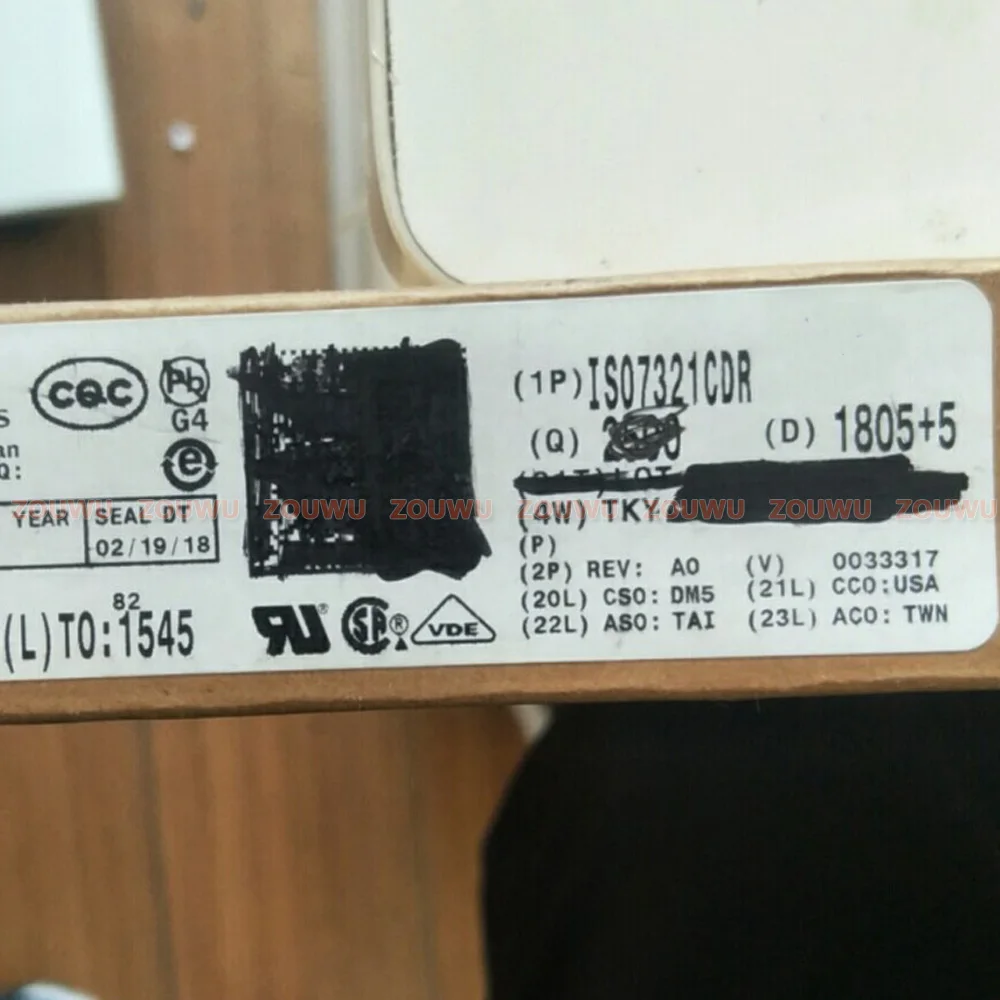 S
an
Q:
CQC
Pb
G4
e
YEAR SEAL DT
02/19/18
82
(L)TO:1545
®
®
VDE
(1P)ISO7321CDR
(Q)
(D) 1805+5
(4W) TKY
(P)
(2P) REV: A0 (V) 0033317
(20L) CSO: DM5 (21L) CCO:USA
(22L) ASO: TAI (23L) ACO: TWN
ZOUWU ZOUWU ZOUWU ZOUWU ZOUWU ZOUWU ZOUWU ZOUWU